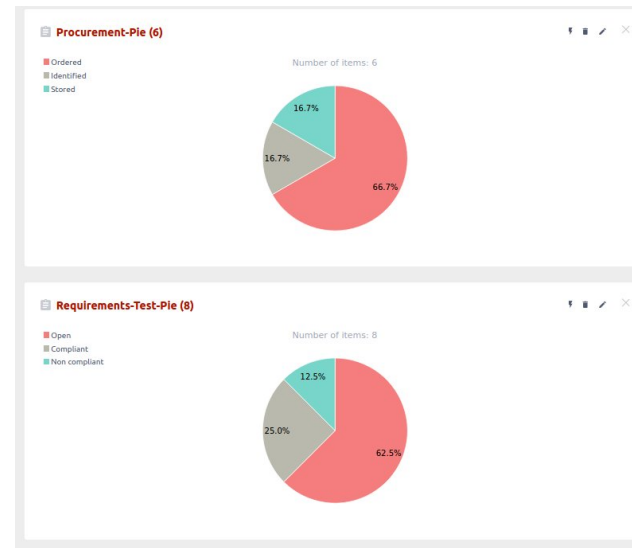 Procurement-Pie (6)
Ordered
Identified
Stored
Number of items: 6
16.7%
16.7%
66.7%
Requirements-Test-Pie (8)
Open
Compliant
Non compliant
Number of items: 8
12.5%
25.0%
62.5%